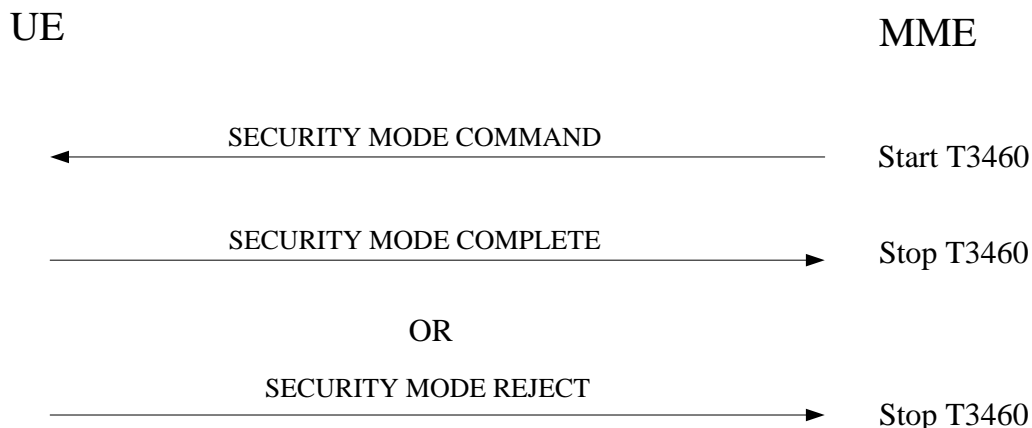 UE
MME
SECURITY MODE COMMAND
Start T3460
SECURITY MODE COMPLETE
Stop T3460
OR
SECURITY MODE REJECT
Stop T3460